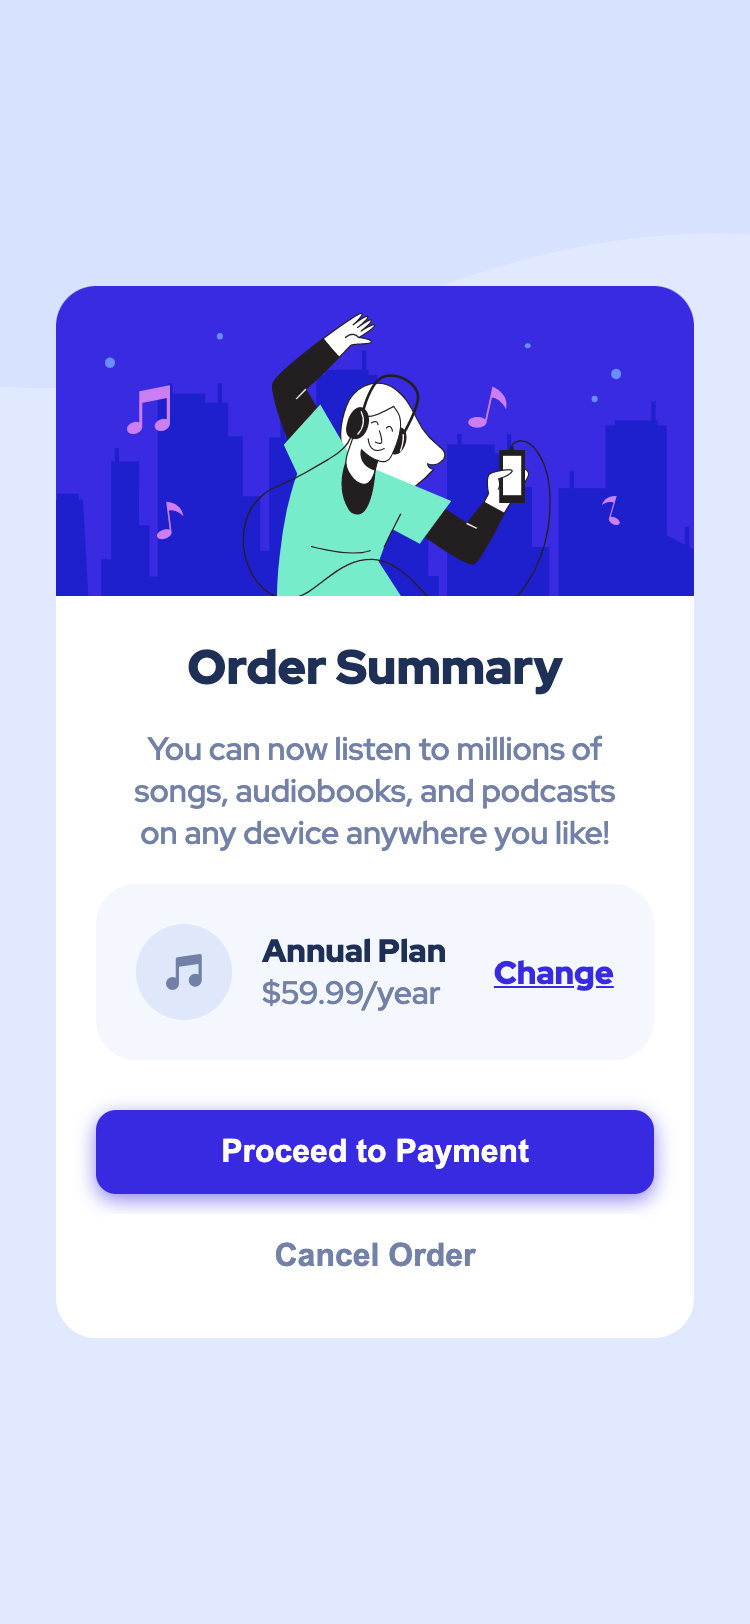 Order Summary
You can now listen to millions of
songs, audiobooks, and podcasts
on any device anywhere you like!
Annual Plan
$59.99/year
Change
Proceed to Payment
Cancel Order